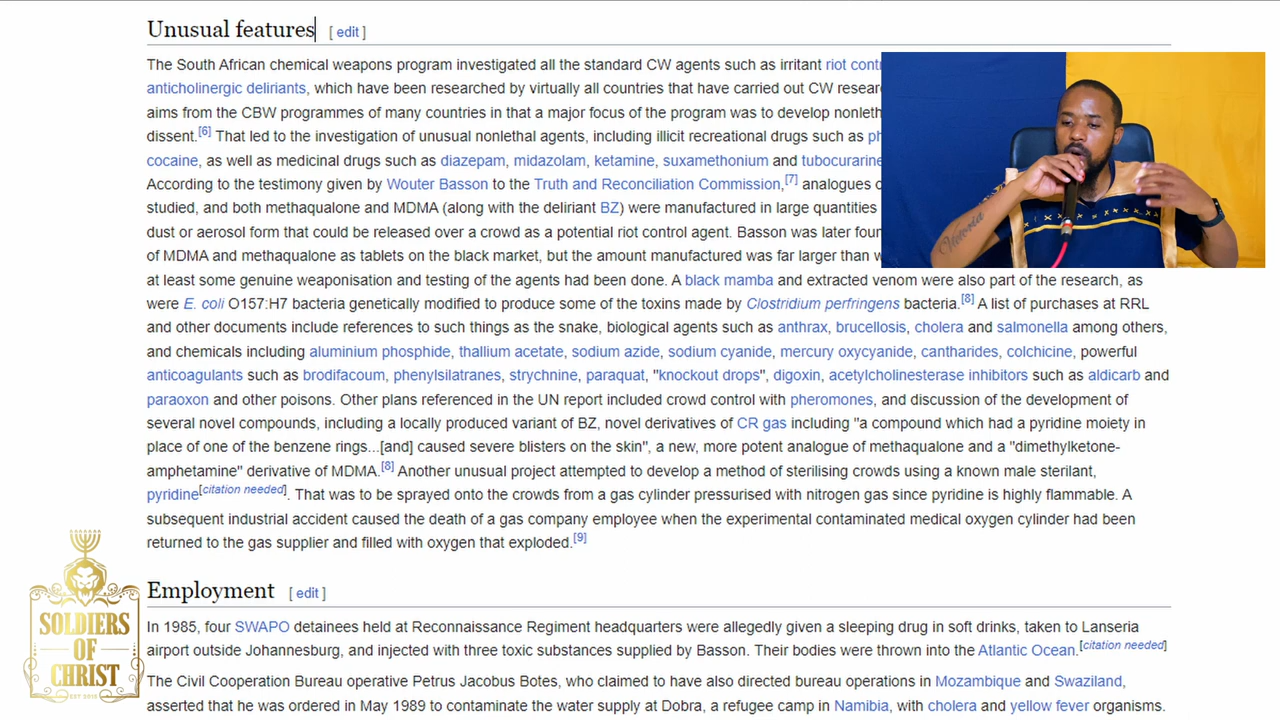 Unusual features [ edit ]
The South African chemical weapons program investigated all the standard CW agents such as irritant riot
anticholinergic deliriants, which have been researched by virtually all countries that have carried out CW
aims from the CBW programmes of many countries in that a major focus of the program was to develop
dissent.[6] That led to the investigation of unusual nonlethal agents, including illicit recreational drugs such as
cocaine, as well as medicinal drugs such as diazepam, midazolam, ketamine, suxamethonium and tubocurarine
According to the testimony given by Wouter Basson to the Truth and Reconciliation Commission,[7] analogues
studied, and both methaqualone and MDMA (along with the deliriant BZ) were manufactured in large quantities
dust or aerosol form that could be released over a crowd as a potential riot control agent. Basson was later
of MDMA and methaqualone as tablets on the black market, but the amount manufactured was far larger than
at least some genuine weaponisation and testing of the agents had been done. A black mamba and extracted venom were also part of the research, as
were E. coli O157:H7 bacteria genetically modified to produce some of the toxins made by Clostridium perfringens bacteria.[8] A list of purchases at RRL
and other documents include references to such things as the snake, biological agents such as anthrax, brucellosis, cholera and salmonella among others,
and chemicals including aluminium phosphide, thallium acetate, sodium azide, sodium cyanide, mercury oxycyanide, cantharides, colchicine, powerful
anticoagulants such as brodifacoum, phenylsilatranes, strychnine, paraquat, "knockout drops", digoxin, acetylcholinesterase inhibitors such as aldicarb and
paraoxon and other poisons. Other plans referenced in the UN report included crowd control with pheromones, and discussion of the development of
several novel compounds, including a locally produced variant of BZ, novel derivatives of CR gas including "a compound which had a pyridine moiety in
place of one of the benzene rings...[and] caused severe blisters on the skin", a new, more potent analogue of methaqualone and a "dimethylketone-
amphetamine" derivative of MDMA.[8] Another unusual project attempted to develop a method of sterilising crowds using a known male sterilant,
pyridine[citation needed]. That was to be sprayed onto the crowds from a gas cylinder pressurised with nitrogen gas since pyridine is highly flammable. A
subsequent industrial accident caused the death of a gas company employee when the experimental contaminated medical oxygen cylinder had been
returned to the gas supplier and filled with oxygen that exploded.[9]
Employment [ edit ]
In 1985, four SWAPO detainees held at Reconnaissance Regiment headquarters were allegedly given a sleeping drug in soft drinks, taken to Lanseria
airport outside Johannesburg, and injected with three toxic substances supplied by Basson. Their bodies were thrown into the Atlantic Ocean.[citation needed]
The Civil Cooperation Bureau operative Petrus Jacobus Botes, who claimed to have also directed bureau operations in Mozambique and Swaziland,
asserted that he was ordered in May 1989 to contaminate the water supply at Dobra, a refugee camp in Namibia, with cholera and yellow fever organisms.
SOLDIERS
OF
CHRIST
EST 2015
Victoria